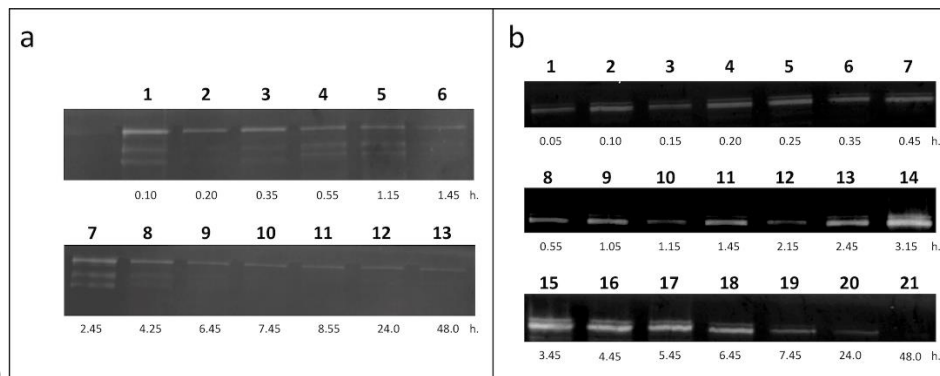 a
1 2 3 4 5 6
0.10 0.20 0.35 0.55 1.15 1.45 h.
7 8 9 10 11 12 13
2.45 4.25 6.45 7.45 8.55 24.0 48.0 h.
b
1 2 3 4 5 6 7
0.05 0.10 0.15 0.20 0.25 0.35 0.45 h.
8 9 10 11 12 13 14
0.55 1.05 1.15 1.45 2.15 2.45 3.15 h.
15 16 17 18 19 20 21
3.45 4.45 5.45 6.45 7.45 24.0 48.0 h.